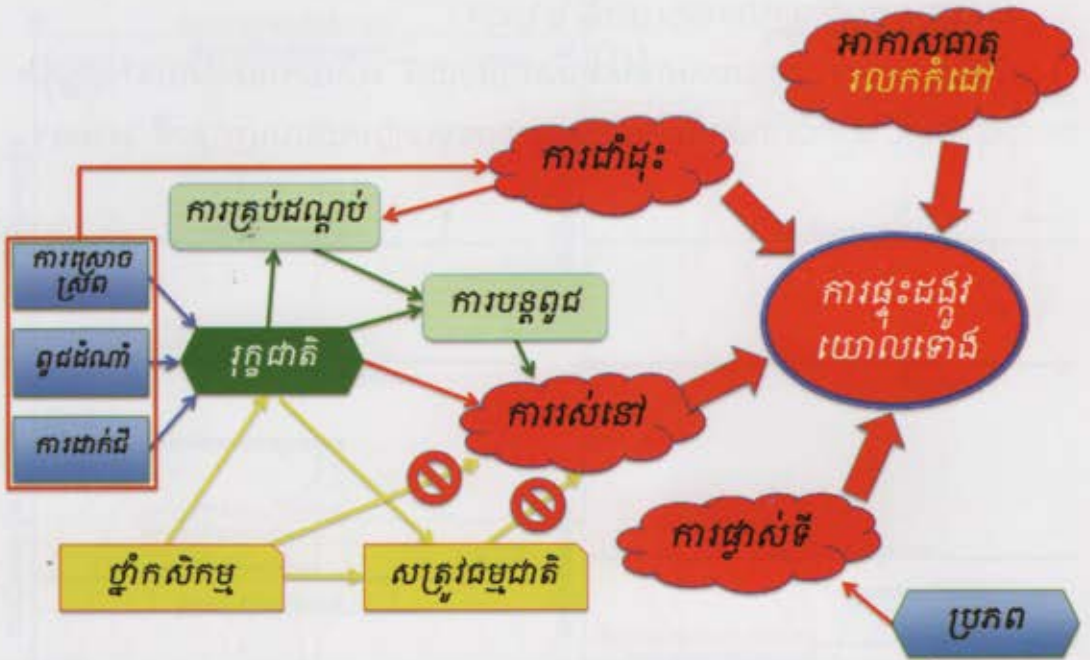 អាកាសធាតុ
រលកកំដៅ
ការដាំដុះ
ការគ្រប់ដណ្តប់
ការស្រោច
ស្រព
ការបន្តពូជ
ការផ្ទុះដង្កូវ
យោលទោង
ពូជដំណាំ
រុក្ខជាតិ
ការរស់នៅ
ការដាក់ជី
ការផ្លាស់ទី
ថ្នាំកសិកម្ម
សត្រូវធម្មជាតិ
ប្រភព